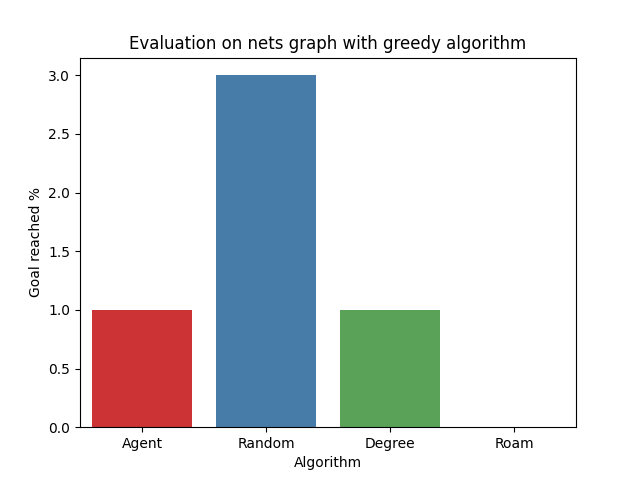 Evaluation on nets graph with greedy algorithm
3.0
2.5
2.0
1.5
1.0
0.5
0.0
Goal reached %
Agent Random Degree Roam
Algorithm